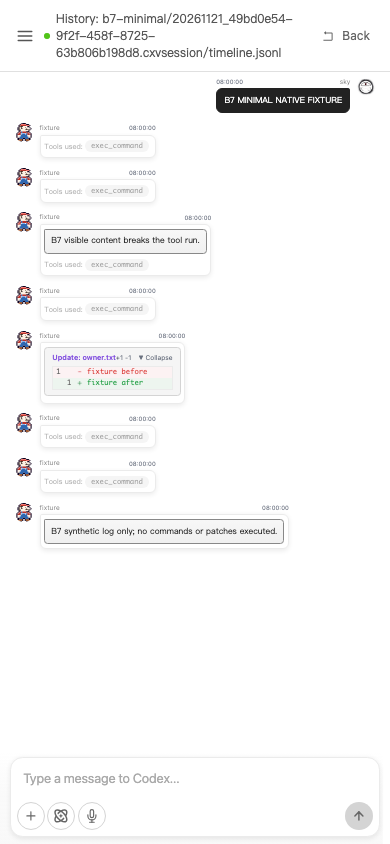 History: b7-minimal/20261121_49bd0e54-
9f2f-458f-8725-
63b806b198d8.cxvsession/timeline.jsonl
Back
08:00:00 sky
B7 MINIMAL NATIVE FIXTURE
fixture 08:00:00
Tools used: exec_command
fixture 08:00:00
Tools used: exec_command
fixture 08:00:00
B7 visible content breaks the tool run.
Tools used: exec_command
fixture 08:00:00
Tools used: exec_command
fixture 08:00:00
Update: owner.txt+1 -1 ▼ Collapse
1 - fixture before
1 + fixture after
fixture 08:00:00
Tools used: exec_command
fixture 08:00:00
Tools used: exec_command
fixture 08:00:00
B7 synthetic log only; no commands or patches executed.
Type a message to Codex...